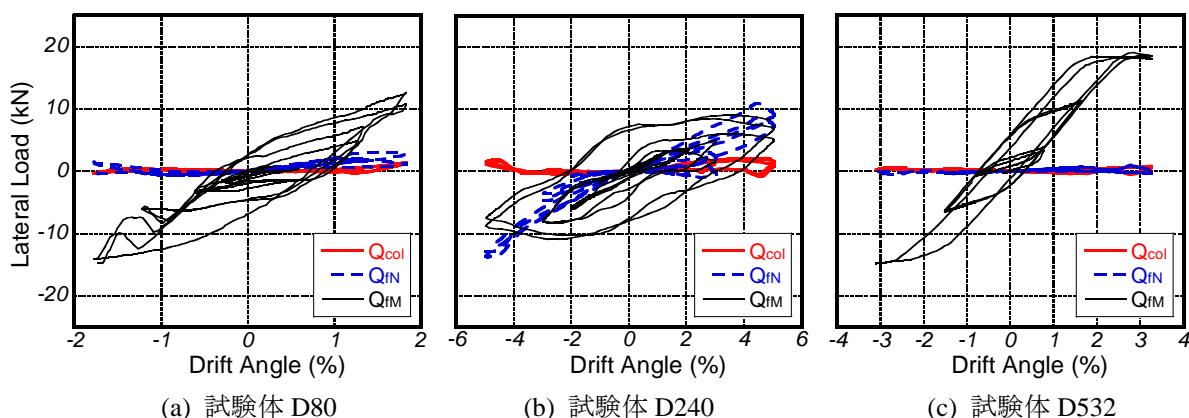 Lateral Load (kN)
20
10
0
-10
-20
Qcol
QfN
QfM
-2
-1
0
1
2
Drift Angle (%)
(a) 試験体 D80
Qcol
QfN
QfM
-6
-4
-2
0
2
4
6
Drift Angle (%)
(b) 試験体 D240
Qcol
QfN
QfM
-4
-3
-2
-1
0
1
2
3
4
Drift Angle (%)
(c) 試験体 D532